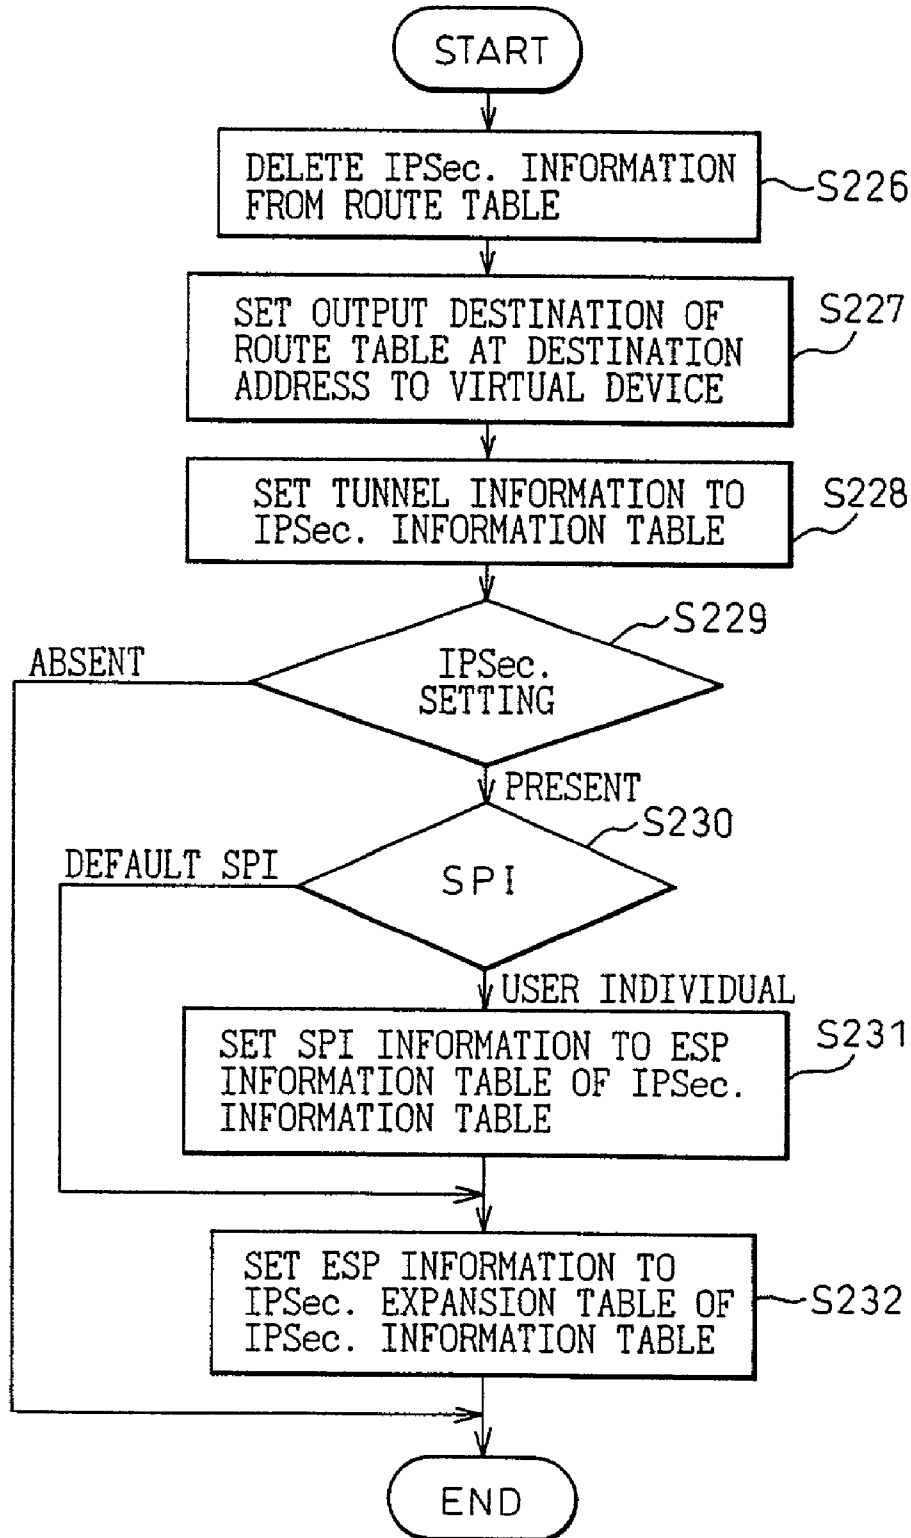 START
DELETE IPSec. INFORMATION
FROM ROUTE TABLE
S226
SET OUTPUT DESTINATION OF
ROUTE TABLE AT DESTINATION
ADDRESS TO VIRTUAL DEVICE
S227
SET TUNNEL INFORMATION TO
IPSec. INFORMATION TABLE
S228
S229
ABSENT
IPSec.
SETTING
PRESENT
S230
DEFAULT SPI
SPI
USER INDIVIDUAL
SET SPI INFORMATION TO ESP
INFORMATION TABLE OF IPSec.
INFORMATION TABLE
S231
SET ESP INFORMATION TO
IPSec. EXPANSION TABLE OF
IPSec. INFORMATION TABLE
S232
END